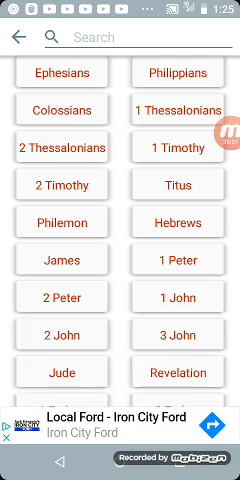 1:25
Search
Ephesians Philippians
Colossians 1 Thessalonians
2 Thessalonians 1 Timothy
2 Timothy Titus
Philemon Hebrews
James 1 Peter
2 Peter 1 John
2 John 3 John
Jude Revelation
Local Ford - Iron City Ford
Iron City Ford
Recorded by mobizen